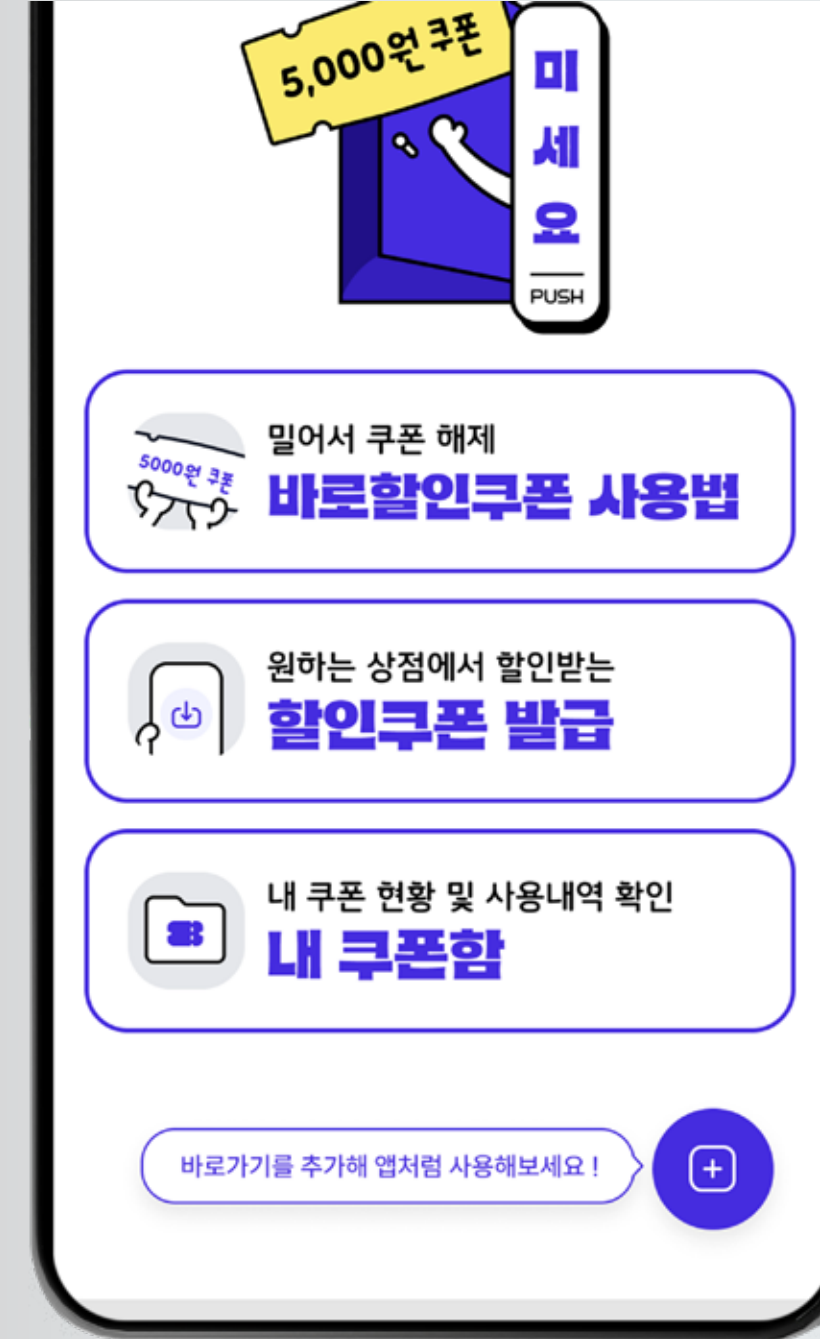 5,000원 쿠폰
미
세
요
PUSH
5000원 쿠폰
밀어서 쿠폰 해제
바로할인쿠폰 사용법
원하는 상점에서 할인받는
할인쿠폰 발급
내 쿠폰 현황 및 사용내역 확인
내 쿠폰함
바로가기를 추가해 앱처럼 사용해보세요 !